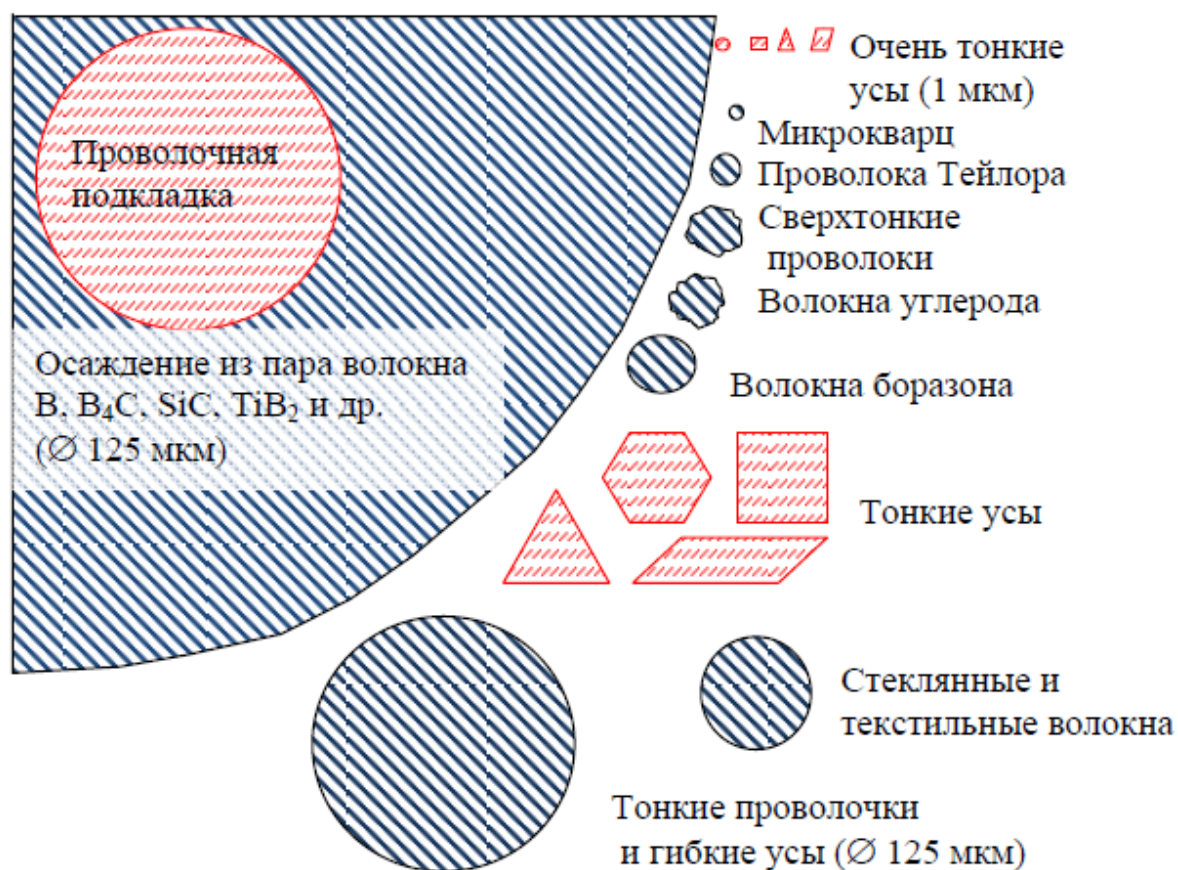 Очень тонкие
усы (1 мкм)
Микрокварц
Проволока Тейлора
Сверхтонкие
проволоки
Волокна углерода
Волокна боразона
Тонкие усы
Стеклянные и
текстильные волокна
Тонкие проволочки
и гибкие усы (∅ 125 мкм)
Проволочная
подкладка
Осаждение из пара волокна
B, B₄C, SiC, TiB₂ и др.
(∅ 125 мкм)